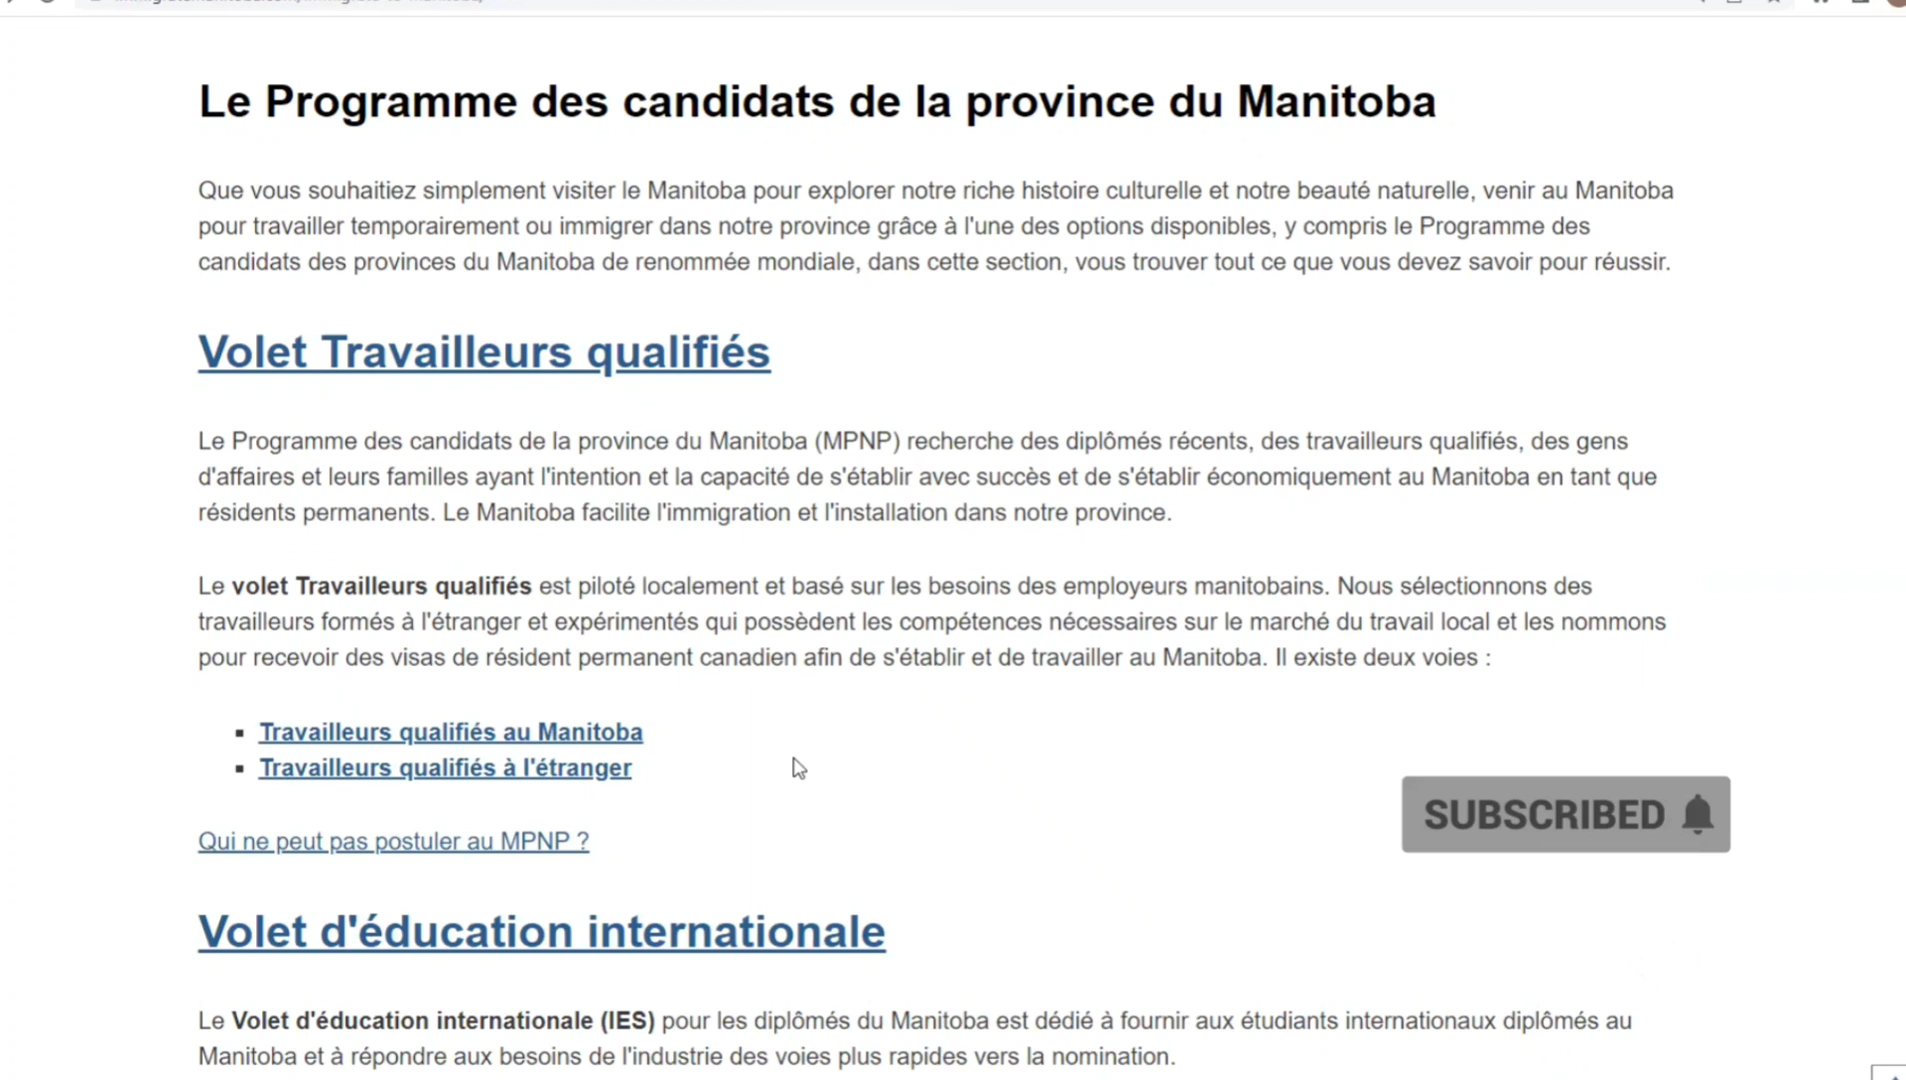 Le Programme des candidats de la province du Manitoba
Que vous souhaitiez simplement visiter le Manitoba pour explorer notre riche histoire culturelle et notre beauté naturelle, venir au Manitoba
pour travailler temporairement ou immigrer dans notre province grâce à l'une des options disponibles, y compris le Programme des
candidats des provinces du Manitoba de renommée mondiale, dans cette section, vous trouver tout ce que vous devez savoir pour réussir.
Volet Travailleurs qualifiés
Le Programme des candidats de la province du Manitoba (MPNP) recherche des diplômés récents, des travailleurs qualifiés, des gens
d'affaires et leurs familles ayant l'intention et la capacité de s'établir avec succès et de s'établir économiquement au Manitoba en tant que
résidents permanents. Le Manitoba facilite l'immigration et l'installation dans notre province.
Le volet Travailleurs qualifiés est piloté localement et basé sur les besoins des employeurs manitobains. Nous sélectionnons des
travailleurs formés à l'étranger et expérimentés qui possèdent les compétences nécessaires sur le marché du travail local et les nommons
pour recevoir des visas de résident permanent canadien afin de s'établir et de travailler au Manitoba. Il existe deux voies :
Travailleurs qualifiés au Manitoba
Travailleurs qualifiés à l'étranger
SUBSCRIBED
Qui ne peut pas postuler au MPNP ?
Volet d'éducation internationale
Le Volet d'éducation internationale (IES) pour les diplômés du Manitoba est dédié à fournir aux étudiants internationaux diplômés au
Manitoba et à répondre aux besoins de l'industrie des voies plus rapides vers la nomination.